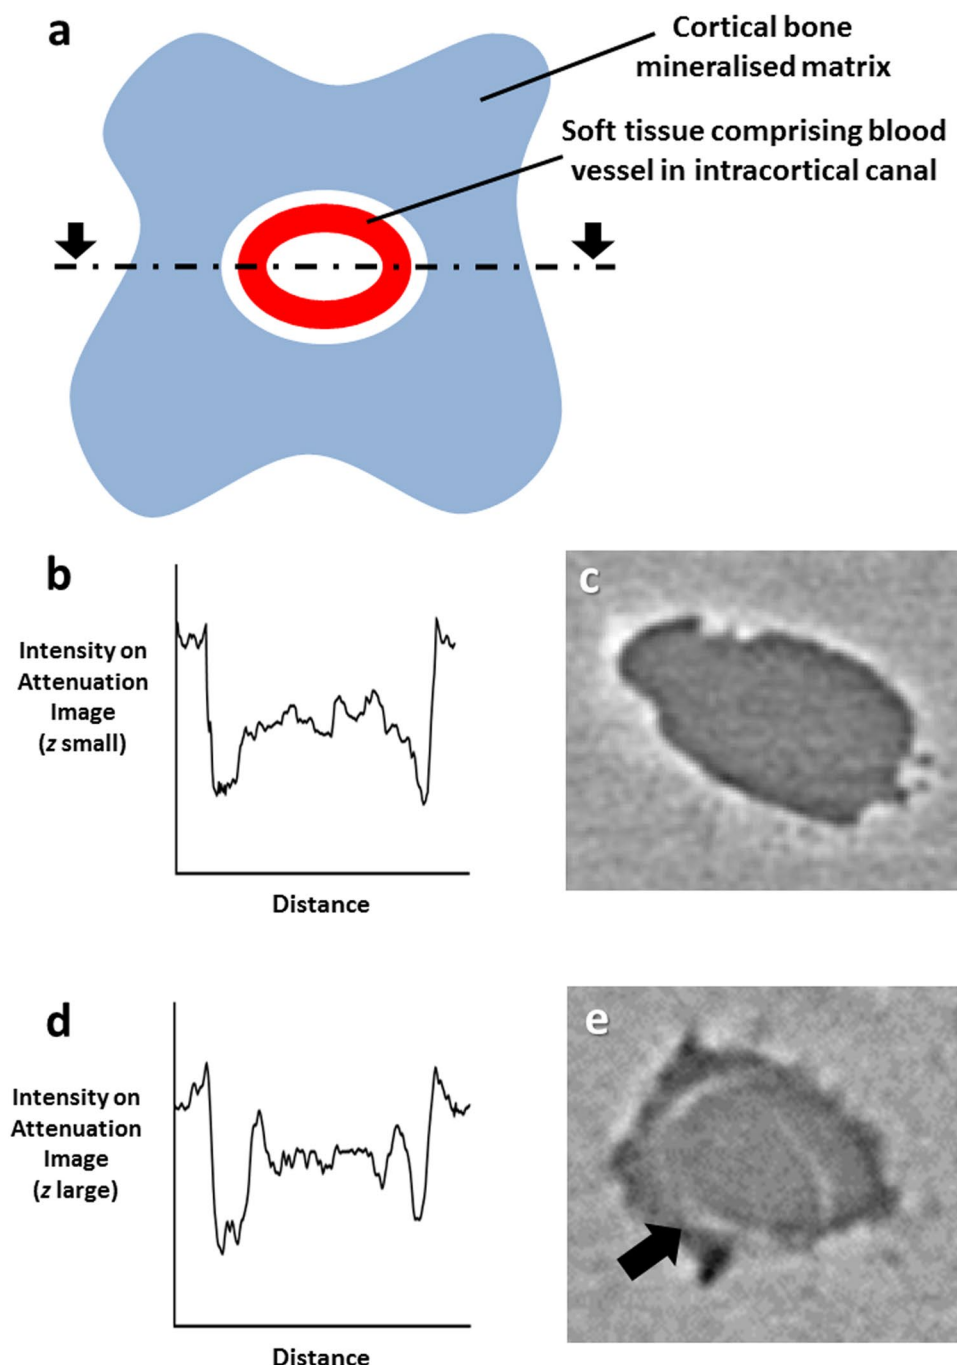 a
Cortical bone
mineralised matrix
Soft tissue comprising blood
vessel in intracortical canal
b
Intensity on
Attenuation
Image
(z small)
Distance
c
d
Intensity on
Attenuation
Image
(z large)
Distance
e